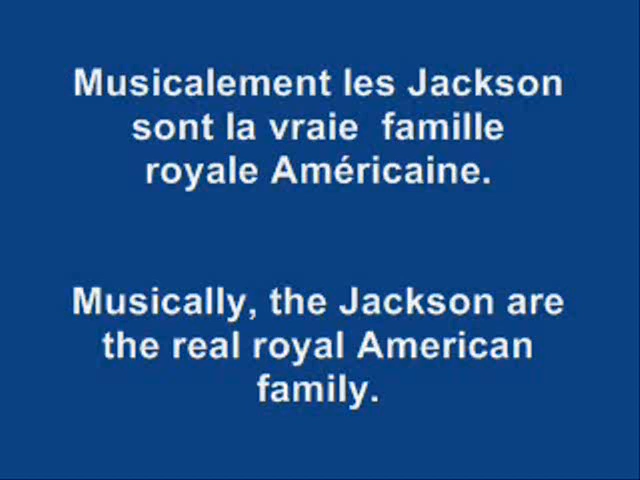 Musicalement les Jackson
sont la vraie  famille
royale Américaine.
Musically, the Jackson are
the real royal American
family.